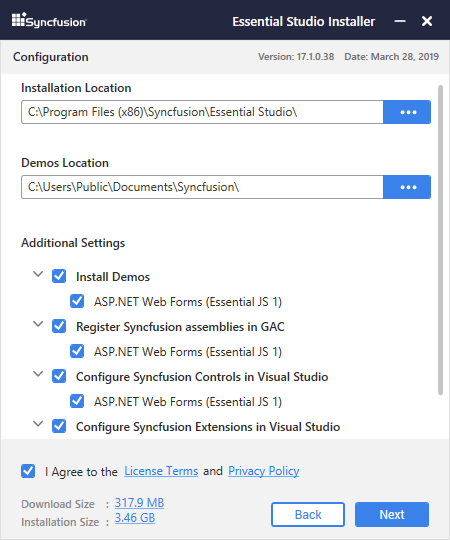 Syncfusion Essential Studio Installer
Configuration Version: 17.1.0.38 Date: March 28, 2019
Installation Location
C:\Program Files (x86)\Syncfusion\Essential Studio\
Demos Location
C:\Users\Public\Documents\Syncfusion\
Additional Settings
Install Demos
ASP.NET Web Forms (Essential JS 1)
Register Syncfusion assemblies in GAC
ASP.NET Web Forms (Essential JS 1)
Configure Syncfusion Controls in Visual Studio
ASP.NET Web Forms (Essential JS 1)
Configure Syncfusion Extensions in Visual Studio
I Agree to the License Terms and Privacy Policy
Download Size : 317.9 MB
Installation Size : 3.46 GB
Back Next